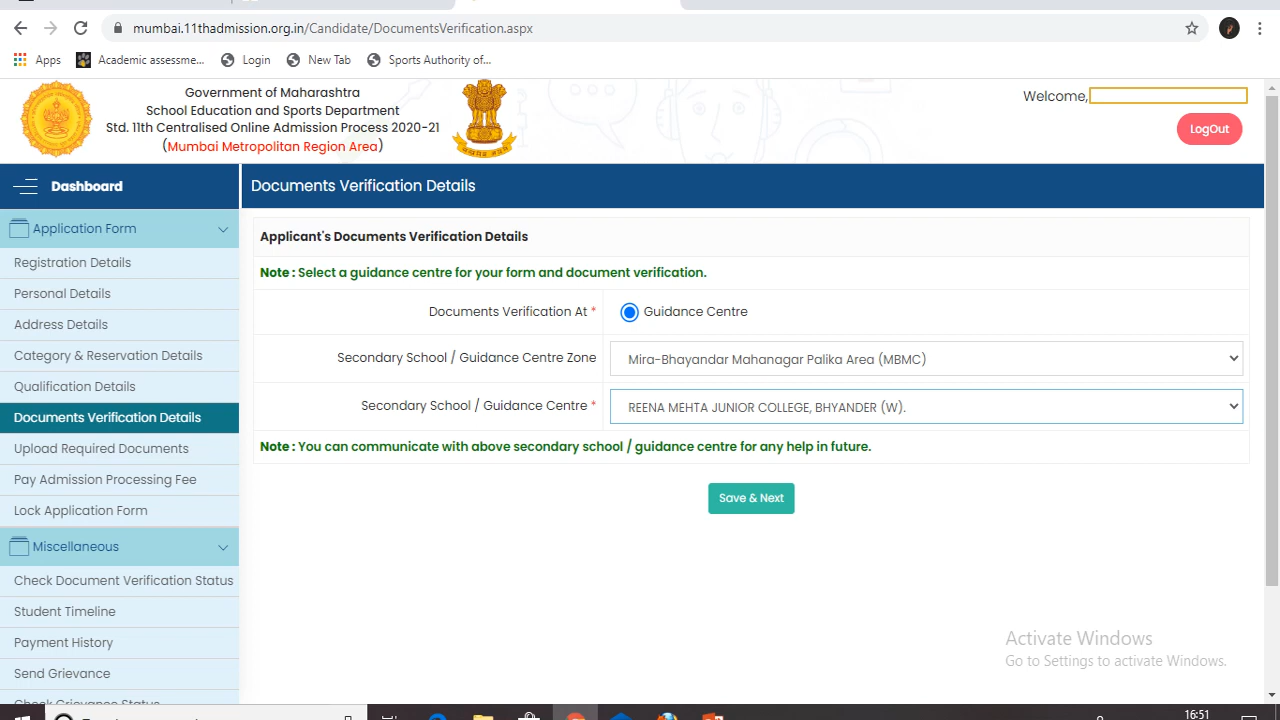 mumbai.11thadmission.org.in/Candidate/DocumentsVerification.aspx
Apps
Academic assessme...
Login
New Tab
Sports Authority of...
Government of Maharashtra
School Education and Sports Department
Std. 11th Centralised Online Admission Process 2020-21
(Mumbai Metropolitan Region Area)
Welcome,
LogOut
Dashboard
Application Form
Registration Details
Personal Details
Address Details
Category & Reservation Details
Qualification Details
Documents Verification Details
Upload Required Documents
Pay Admission Processing Fee
Lock Application Form
Miscellaneous
Check Document Verification Status
Student Timeline
Payment History
Send Grievance
Check Grievance Status
Documents Verification Details
Applicant's Documents Verification Details
Note : Select a guidance centre for your form and document verification.
Documents Verification At * Guidance Centre
Secondary School / Guidance Centre Zone Mira-Bhayandar Mahanagar Palika Area (MBMC)
Secondary School / Guidance Centre * REENA MEHTA JUNIOR COLLEGE, BHYANDER (W).
Note : You can communicate with above secondary school / guidance centre for any help in future.
Save & Next
Activate Windows
Go to Settings to activate Windows.
16:51